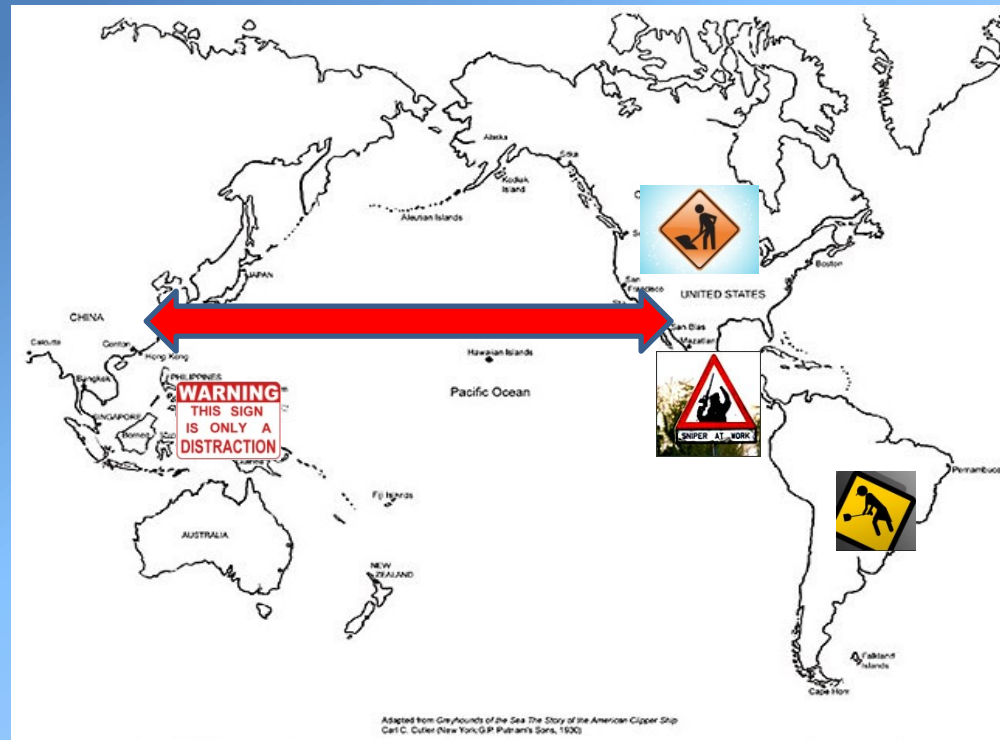 Alaska
Sitka
Kodiak
Island
Aleutian Islands
Boston
JAPAN
San
Francisco
UNITED STATES
CHINA
San Blas
Mazatlan
Calcutta
Canton
Hong Kong
Hawaiian Islands
Bangkok
PHILIPPINES
Pacific Ocean
WARNING
THIS SIGN
IS ONLY A
DISTRACTION
SINGAPORE
Borneo
SNIPER AT WORK
Pernambuco
Fiji Islands
AUSTRALIA
NEW
ZEALAND
Falkland
Islands
Cape Horn
Adapted from Greyhounds of the Sea The Story of the American Clipper Ship
Carl C. Cutler (New York:G.P. Putnam's Sons, 1930)